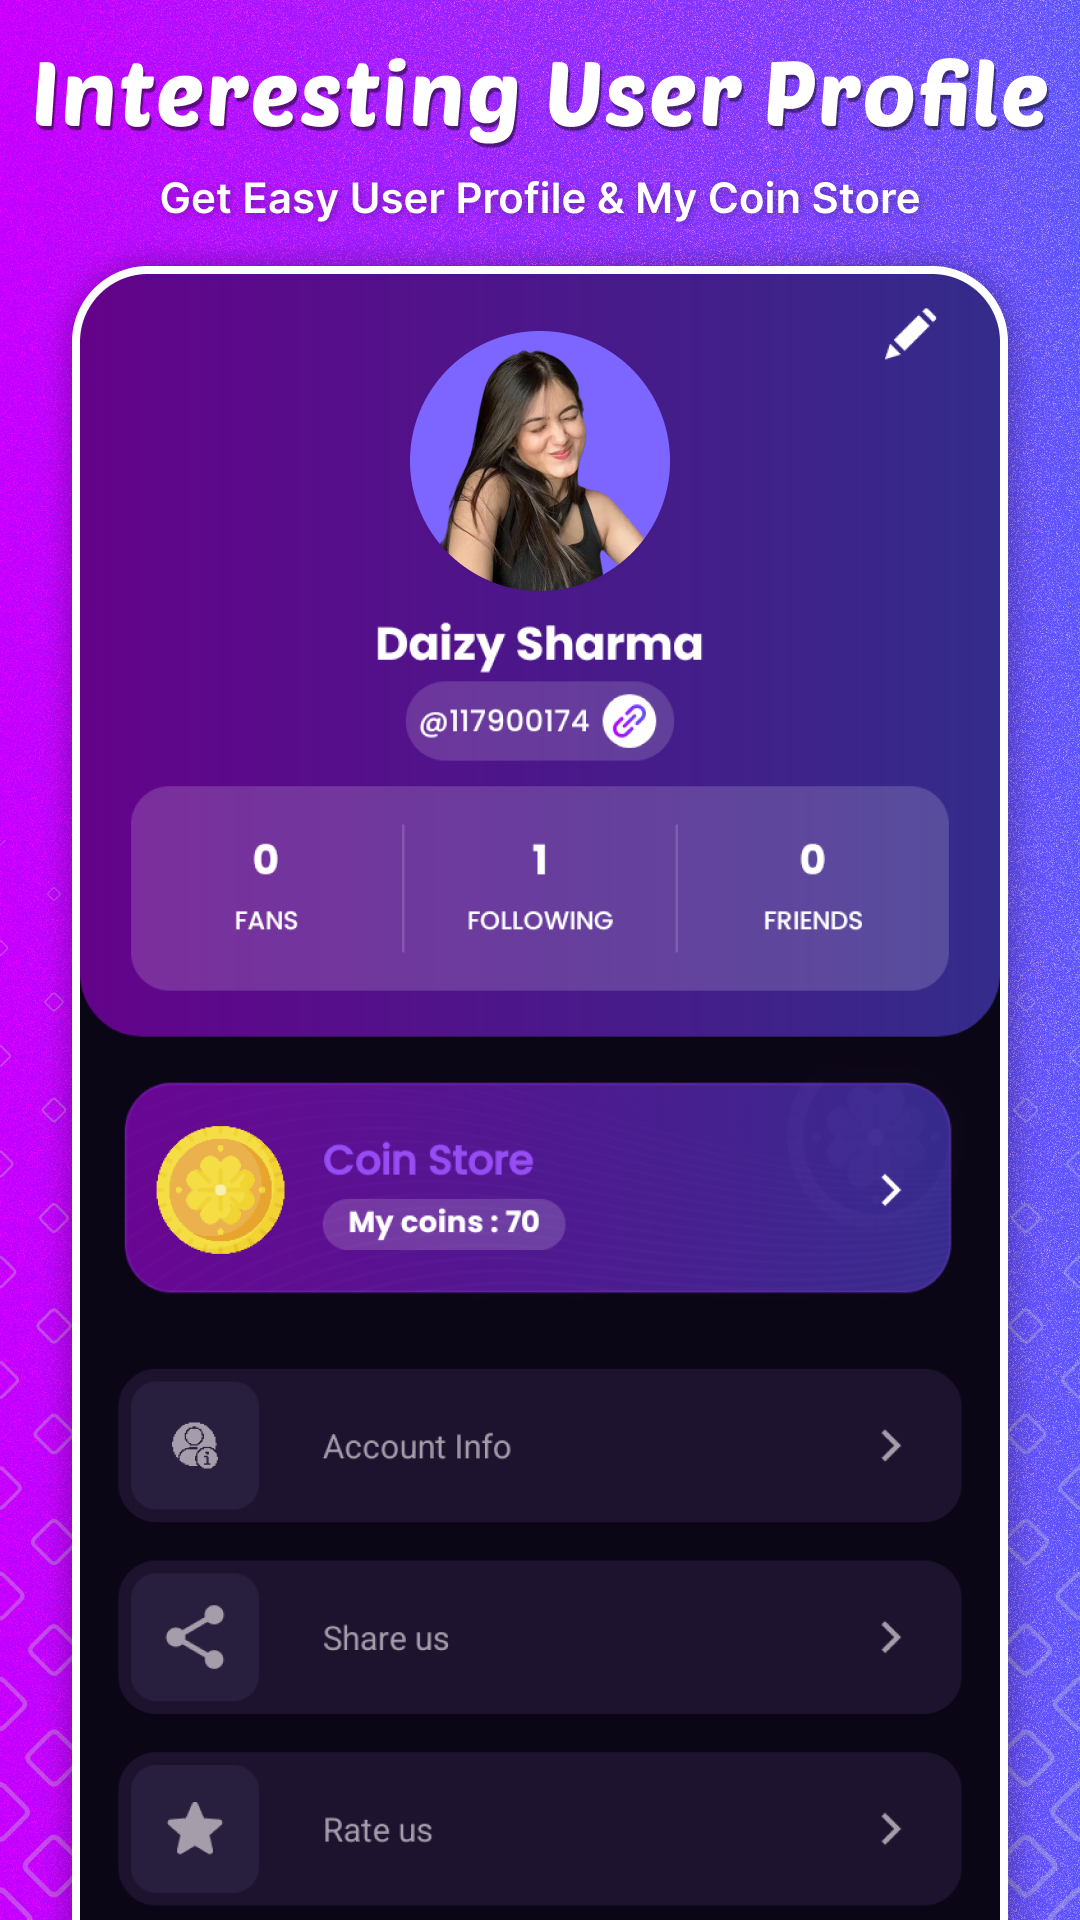 Interesting User Profile
Get Easy User Profile & My Coin Store
Daizy Sharma
@117900174
0 1 0
FANS FOLLOWING FRIENDS
Coin Store
My coins : 70
Account Info
Share us
Rate us